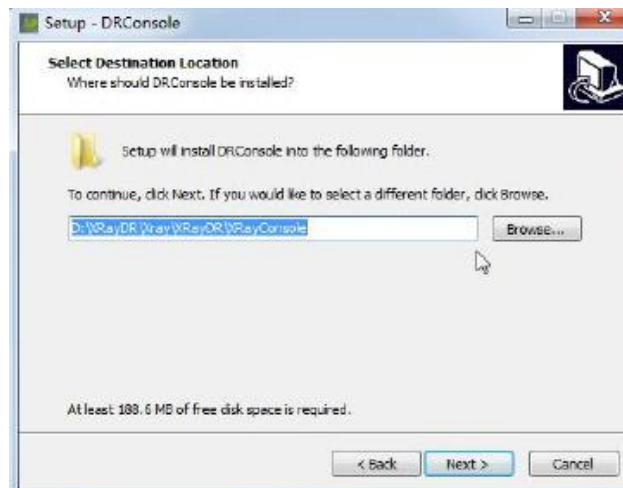 Setup - DRConsole
Select Destination Location
Where should DRConsole be installed?
Setup will install DRConsole into the following folder.
To continue, click Next. If you would like to select a different folder, click Browse.
D:\XRayDR\Xray\XRayDR\XRayConsole
Browse...
At least 188.6 MB of free disk space is required.
< Back
Next >
Cancel